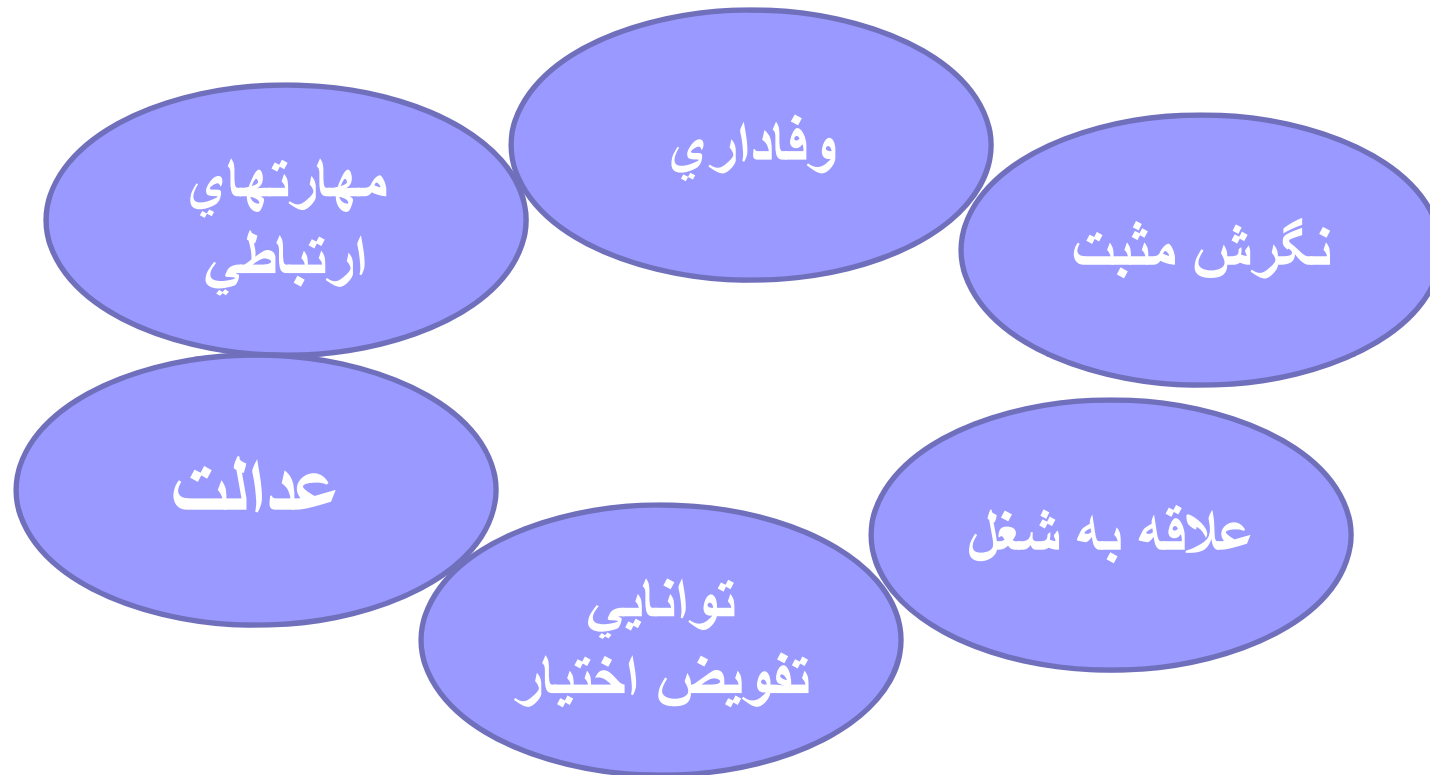 وفاداري
نگرش مثبت
مهارتهاي
ارتباطي
عدالت
علاقه به شغل
توانايي
تفويض اختيار